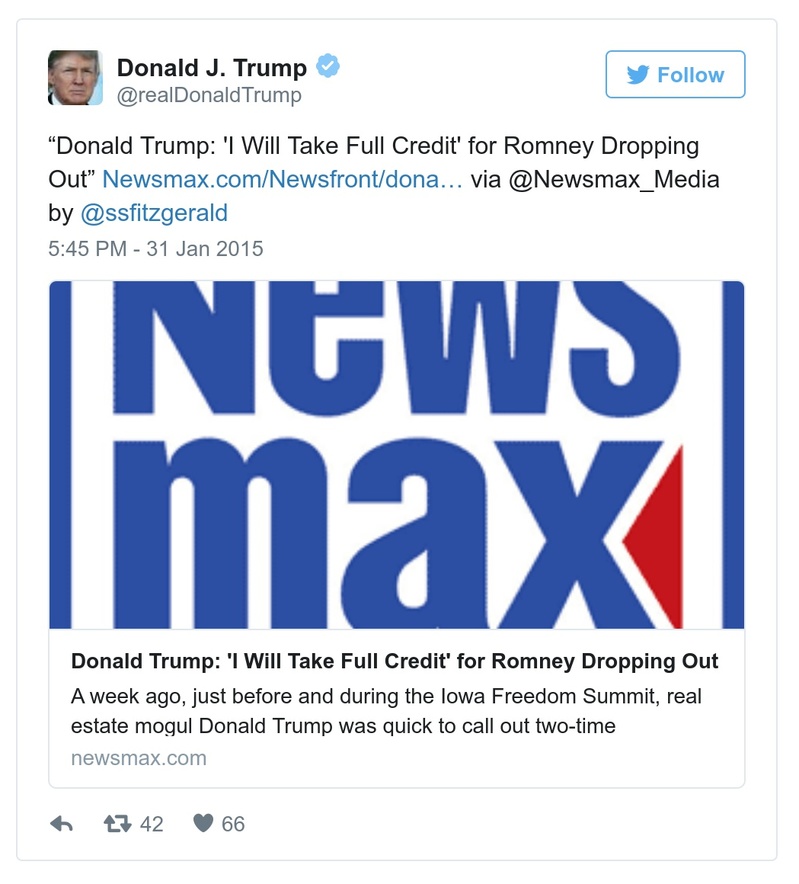 Donald J. Trump
@realDonaldTrump
Follow
“Donald Trump: 'I Will Take Full Credit' for Romney Dropping
Out” Newsmax.com/Newsfront/dona… via @Newsmax_Media
by @ssfitzgerald
5:45 PM - 31 Jan 2015
News
max
Donald Trump: 'I Will Take Full Credit' for Romney Dropping Out
A week ago, just before and during the Iowa Freedom Summit, real
estate mogul Donald Trump was quick to call out two-time
newsmax.com
42
66